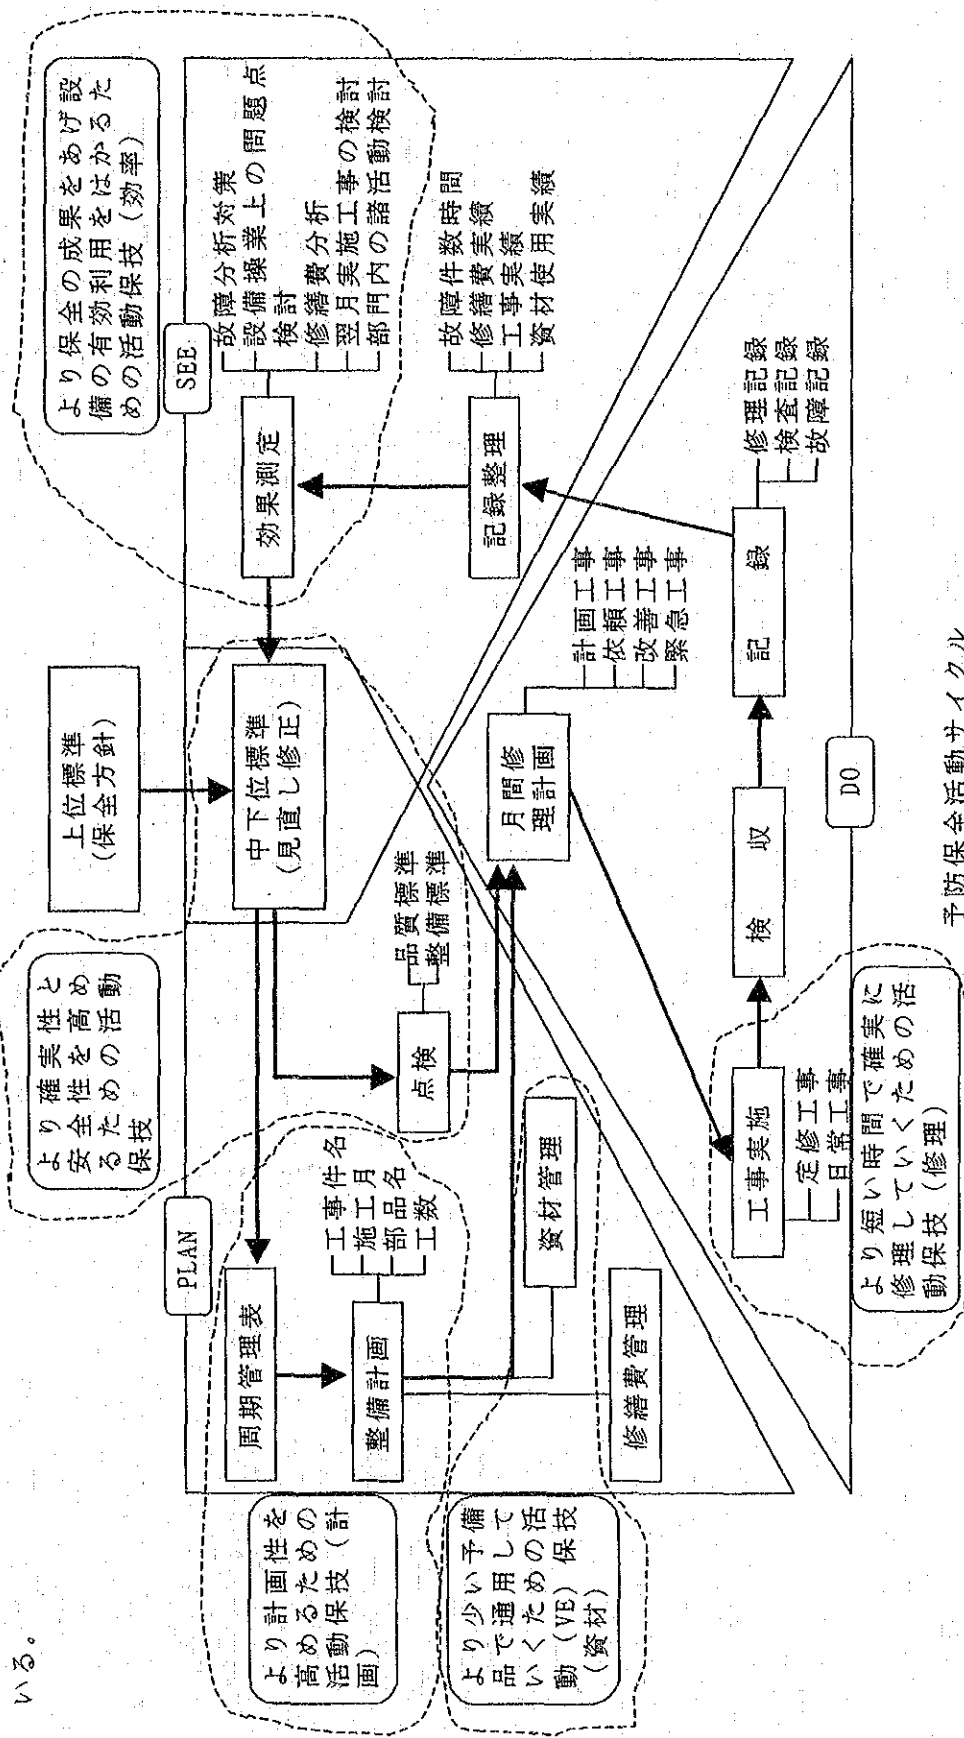 いる。
より確実性と
安全性を高め
るための活動
保技
上位標準
(保全方針)
より保全の成果をあげ設
備の有効利用をはかるた
めの活動保技(効率)
PLAN
SEE
周期管理表
中下位標準
(見直し修正)
効果測定
故障分析対策
設備操業上の問題点
検討
修繕費分析
翌月実施工事の検討
部門内の諸活動検討
より計画性を
高めるための
活動保技(計
画)
整備計画
工事件名
施工月
部品名
工数
点検
品質標準
整備標準
記録整理
故障件数時間
修繕費実績
工事実績
資材使用実績
より少い予備
品で通用して
いくための活
動(VE)保技
(資材)
資材管理
修繕費管理
月間修
理計画
計画工事
依頼工事
改善工事
緊急工事
工事実施
定修工事
日常工事
検収
記録
修理記録
検査記録
故障記録
より短い時間で確実に
修理していくための活
動保技(修理)
DO
予防保全活動サイクル